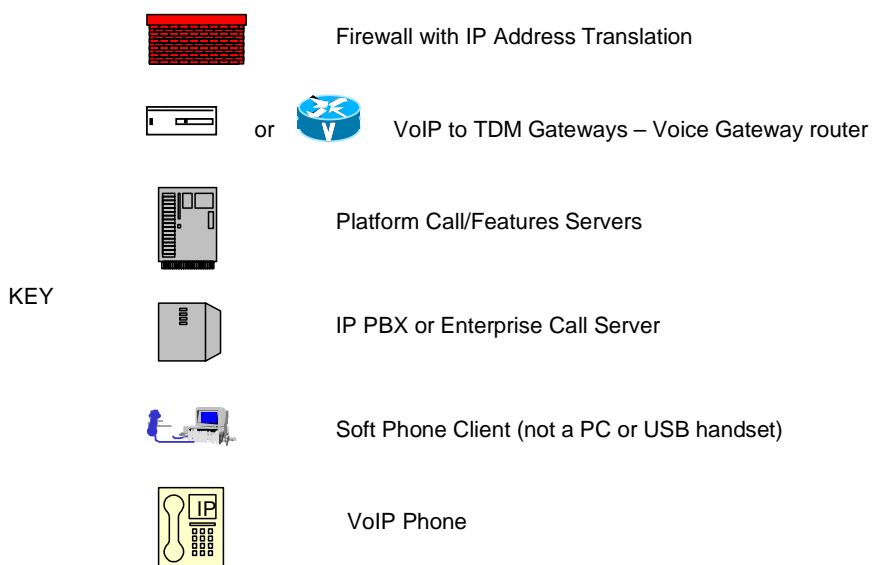 Firewall with IP Address Translation
or
V
VoIP to TDM Gateways – Voice Gateway router
Platform Call/Features Servers
KEY
IP PBX or Enterprise Call Server
Soft Phone Client (not a PC or USB handset)
IP
VoIP Phone